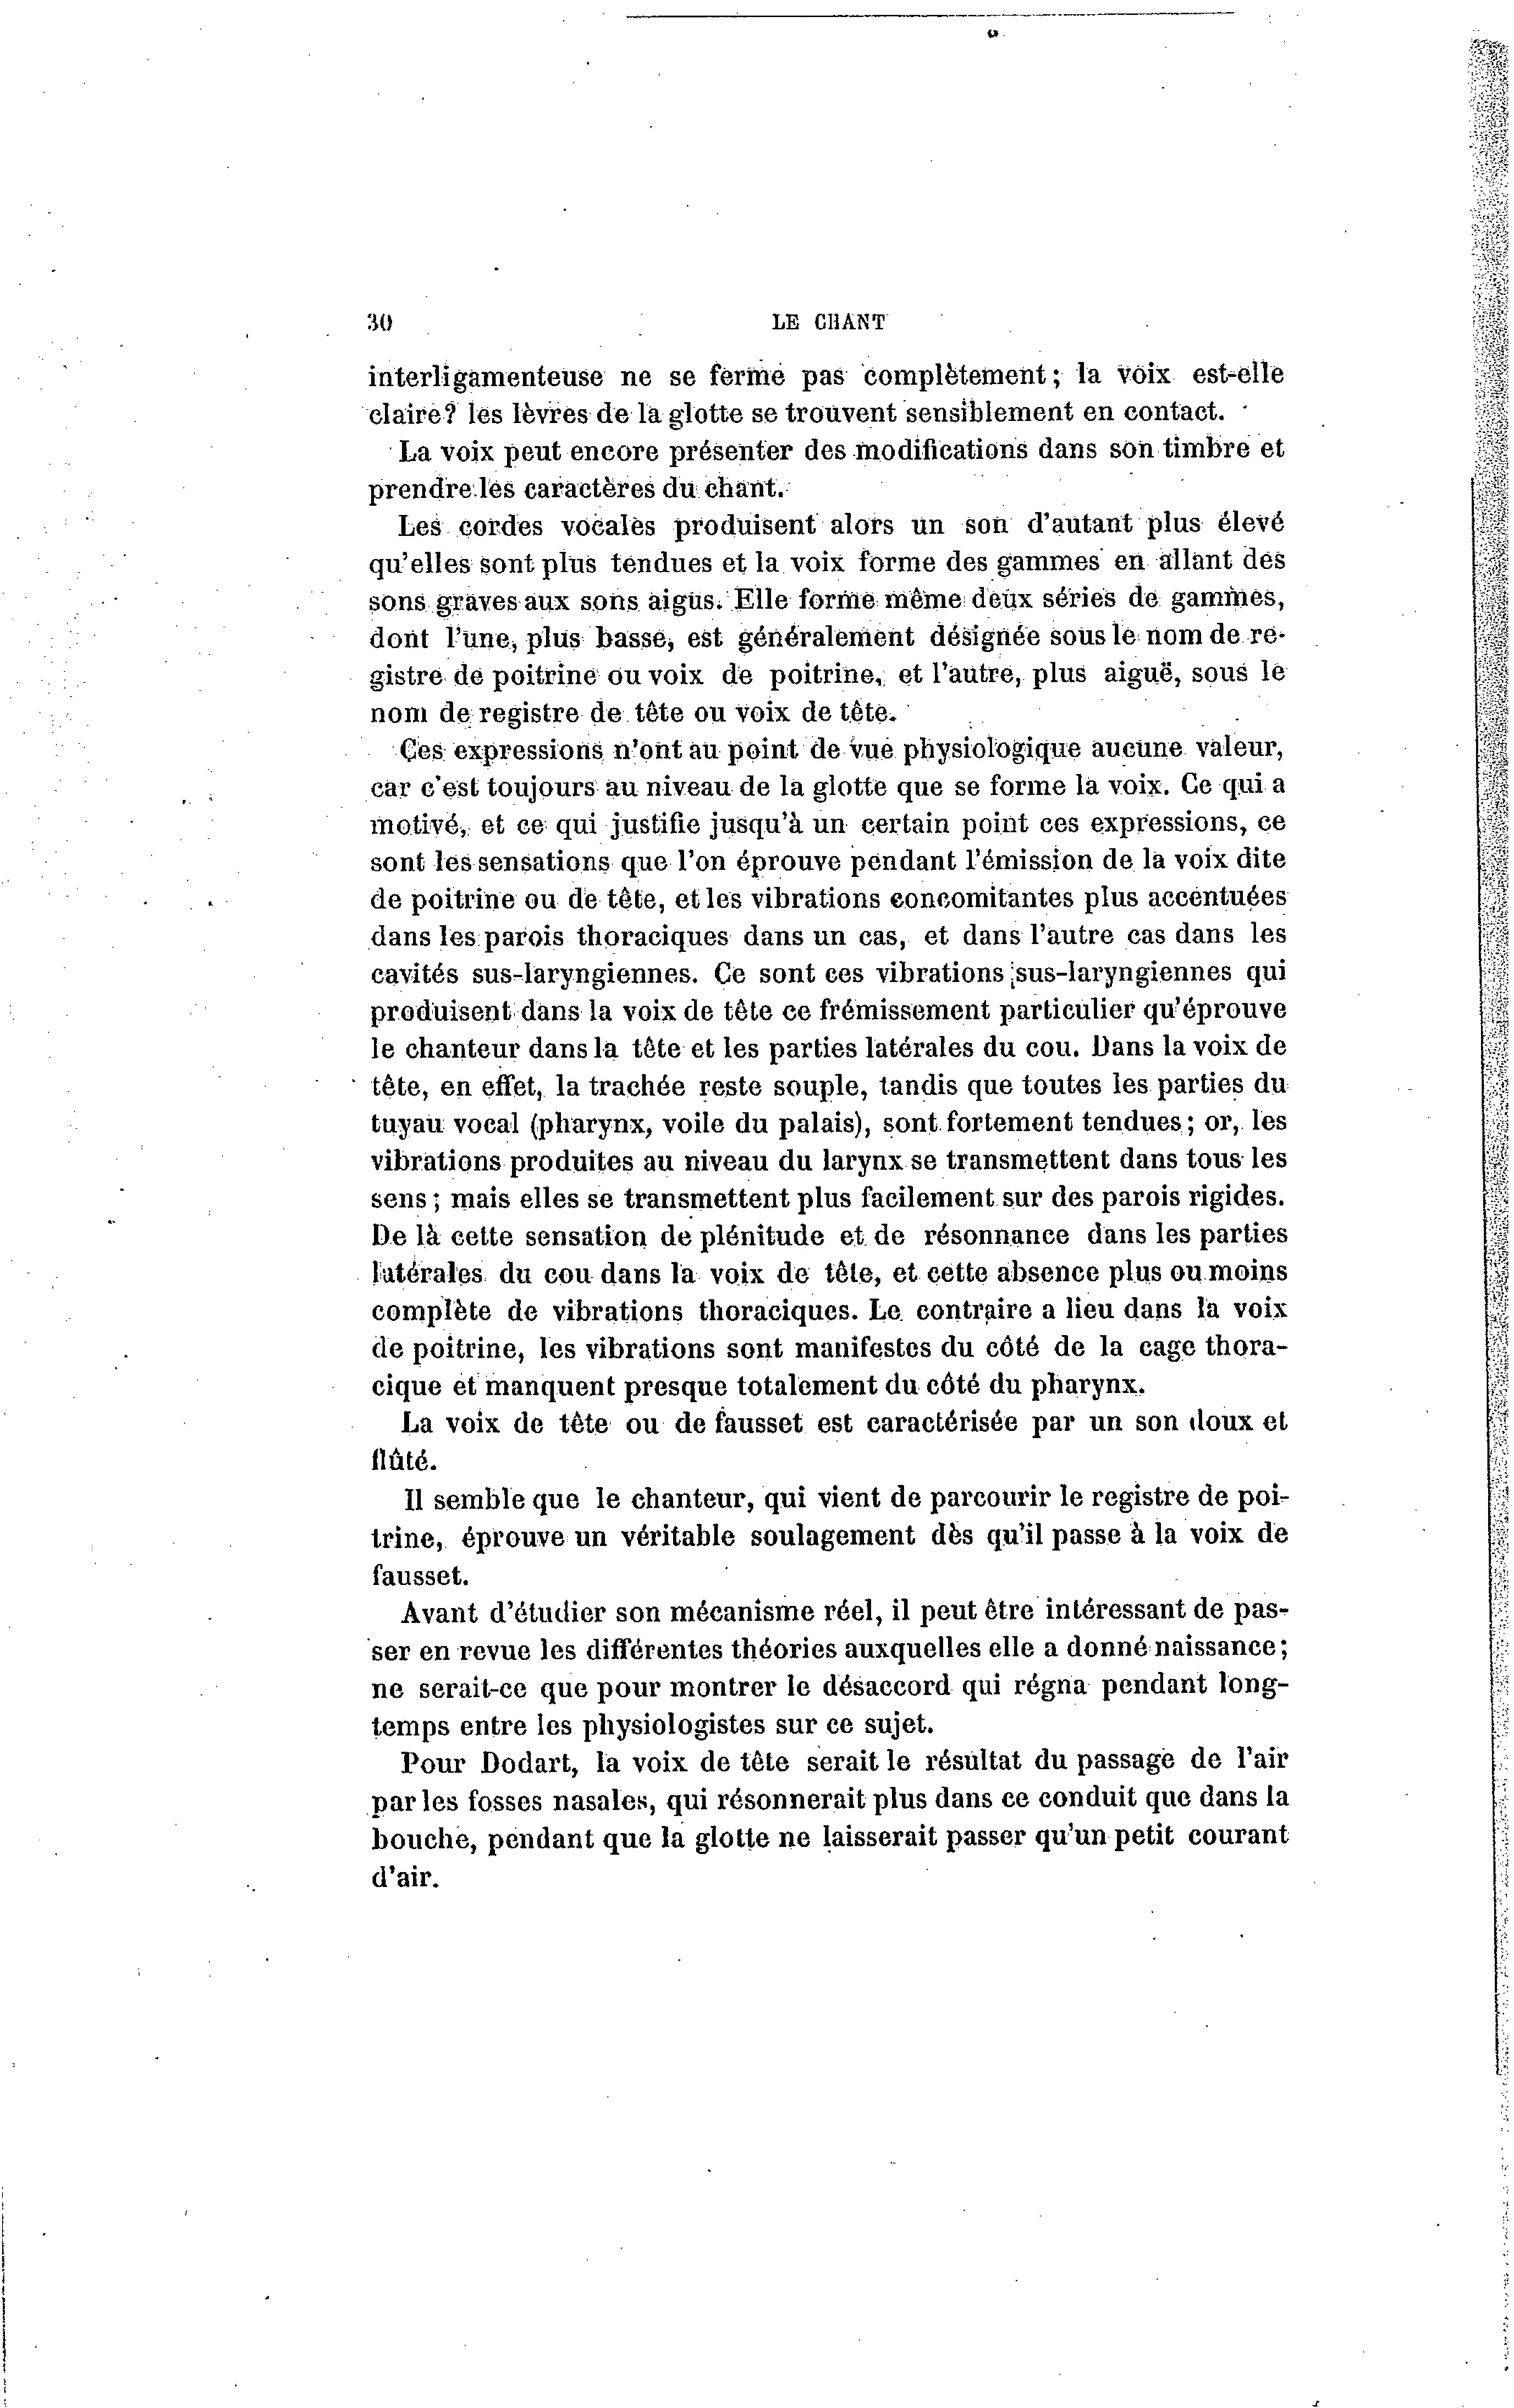 30 LE CHANT
interligamenteuse ne se ferme pas complètement; la voix est-elle
claire? les lèvres de la glotte se trouvent sensiblement en contact.
La voix peut encore présenter des modifications dans son timbre et
prendre les caractères du chant.
Les cordes vocales produisent alors un son d'autant plus élevé
qu'elles sont plus tendues et la voix forme des gammes en allant des
sons graves aux sons aigus. Elle forme même deux séries de gammes,
dont l'une, plus basse, est généralement désignée sous le nom de re-
gistre de poitrine ou voix de poitrine, et l'autre, plus aiguë, sous le
nom de registre de tête ou voix de tête.
Ces expressions n'ont au point de vue physiologique aucune valeur,
car c'est toujours au niveau de la glotte que se forme la voix. Ce qui a
motivé, et ce qui justifie jusqu'à un certain point ces expressions, ce
sont les sensations que l'on éprouve pendant l'émission de la voix dite
de poitrine ou de tête, et les vibrations concomitantes plus accentuées
dans les parois thoraciques dans un cas, et dans l'autre cas dans les
cavités sus-laryngiennes. Ce sont ces vibrations sus-laryngiennes qui
produisent dans la voix de tête ce frémissement particulier qu'éprouve
le chanteur dans la tête et les parties latérales du cou. Dans la voix de
tête, en effet, la trachée reste souple, tandis que toutes les parties du
tuyau vocal (pharynx, voile du palais), sont fortement tendues; or, les
vibrations produites au niveau du larynx se transmettent dans tous les
sens; mais elles se transmettent plus facilement sur des parois rigides.
De là cette sensation de plénitude et de résonnance dans les parties
latérales du cou dans la voix de tête, et cette absence plus ou moins
complète de vibrations thoraciques. Le contraire a lieu dans la voix
de poitrine, les vibrations sont manifestes du côté de la cage thora-
cique et manquent presque totalement du côté du pharynx.
La voix de tête ou de fausset est caractérisée par un son doux et
flûté.
Il semble que le chanteur, qui vient de parcourir le registre de poi-
trine, éprouve un véritable soulagement dès qu'il passe à la voix de
fausset.
Avant d'étudier son mécanisme réel, il peut être intéressant de pas-
ser en revue les différentes théories auxquelles elle a donné naissance;
ne serait-ce que pour montrer le désaccord qui régna pendant long-
temps entre les physiologistes sur ce sujet.
Pour Dodart, la voix de tête serait le résultat du passage de l'air
par les fosses nasales, qui résonnerait plus dans ce conduit que dans la
bouche, pendant que la glotte ne laisserait passer qu'un petit courant
d'air.